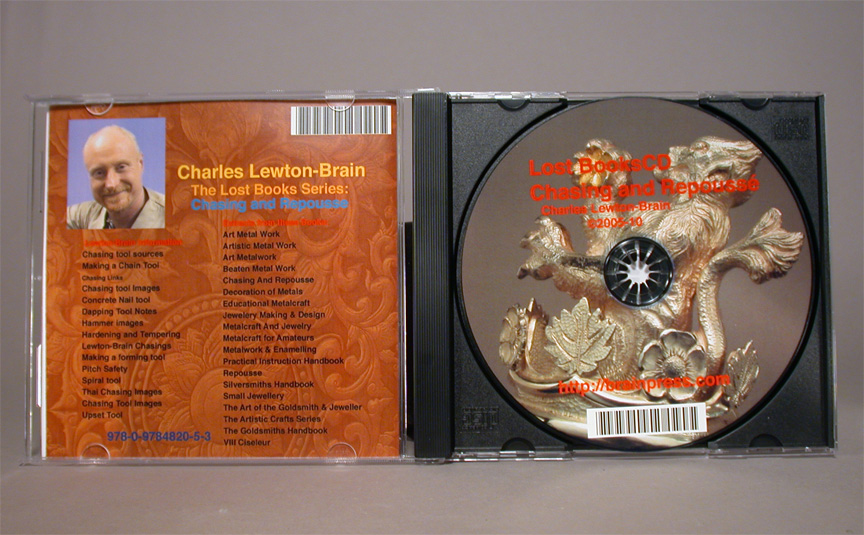 Charles Lewton-Brain
The Lost Books Series:
Chasing and Repousse
Chasing tool sources
Making a Chain Tool
Chasing Links
Chasing tool Images
Concrete Nail tool
Dapping Tool Notes
Hammer images
Hardening and Tempering
Lewton-Brain Chasings
Making a forming tool
Pitch Safety
Spiral tool
Thai Chasing Images
Chasing Tool Images
Upset Tool
Art Metal Work
Artistic Metal Work
Art Metalwork
Beaten Metal Work
Chasing And Repousse
Decoration of Metals
Educational Metalcraft
Jewelery Making & Design
Metalcraft And Jewelry
Metalcraft for Amateurs
Metalwork & Enamelling
Practical Instruction Handbook
Repousse
Silversmiths Handbook
Small Jewellery
The Art of the Goldsmith & Jeweller
The Artistic Crafts Series
The Goldsmiths Handbook
VIII Ciseleur
978-0-9784820-5-3
Lost BooksCD
Chasing and Repoussé
Charles Lewton-Brain
©2005-10
http://brainpress.com